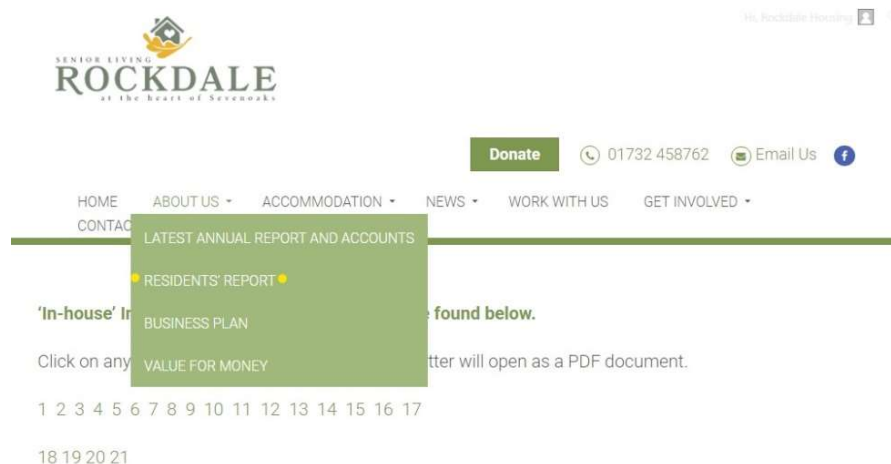 Hi, Rockdale Housing
SENIOR LIVING
ROCKDALE
at the heart of Sevenoaks
Donate 01732 458762 Email Us f
HOME ABOUT US ACCOMMODATION NEWS WORK WITH US GET INVOLVED
CONTAC
LATEST ANNUAL REPORT AND ACCOUNTS
RESIDENTS' REPORT
'In-house' I found below.
BUSINESS PLAN
Click on any tter will open as a PDF document.
VALUE FOR MONEY
1 2 3 4 5 6 7 8 9 10 11 12 13 14 15 16 17
18 19 20 21